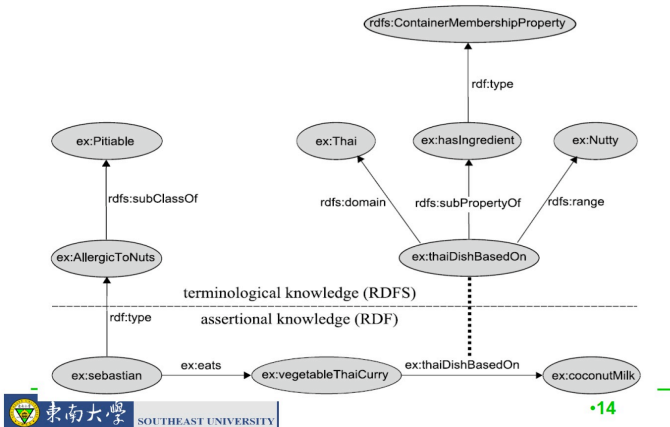 rdfs:ContainerMembershipProperty
rdf:type
ex:Pitiable
ex:Thai
ex:hasIngredient
ex:Nutty
rdfs:subClassOf
rdfs:domain
rdfs:subPropertyOf
rdfs:range
ex:AllergicToNuts
ex:thaiDishBasedOn
terminological knowledge (RDFS)
rdf:type
assertional knowledge (RDF)
ex:sebastian
ex:eats
ex:vegetableThaiCurry
ex:thaiDishBasedOn
ex:coconutMilk
東南大學 SOUTHEAST UNIVERSITY
•14